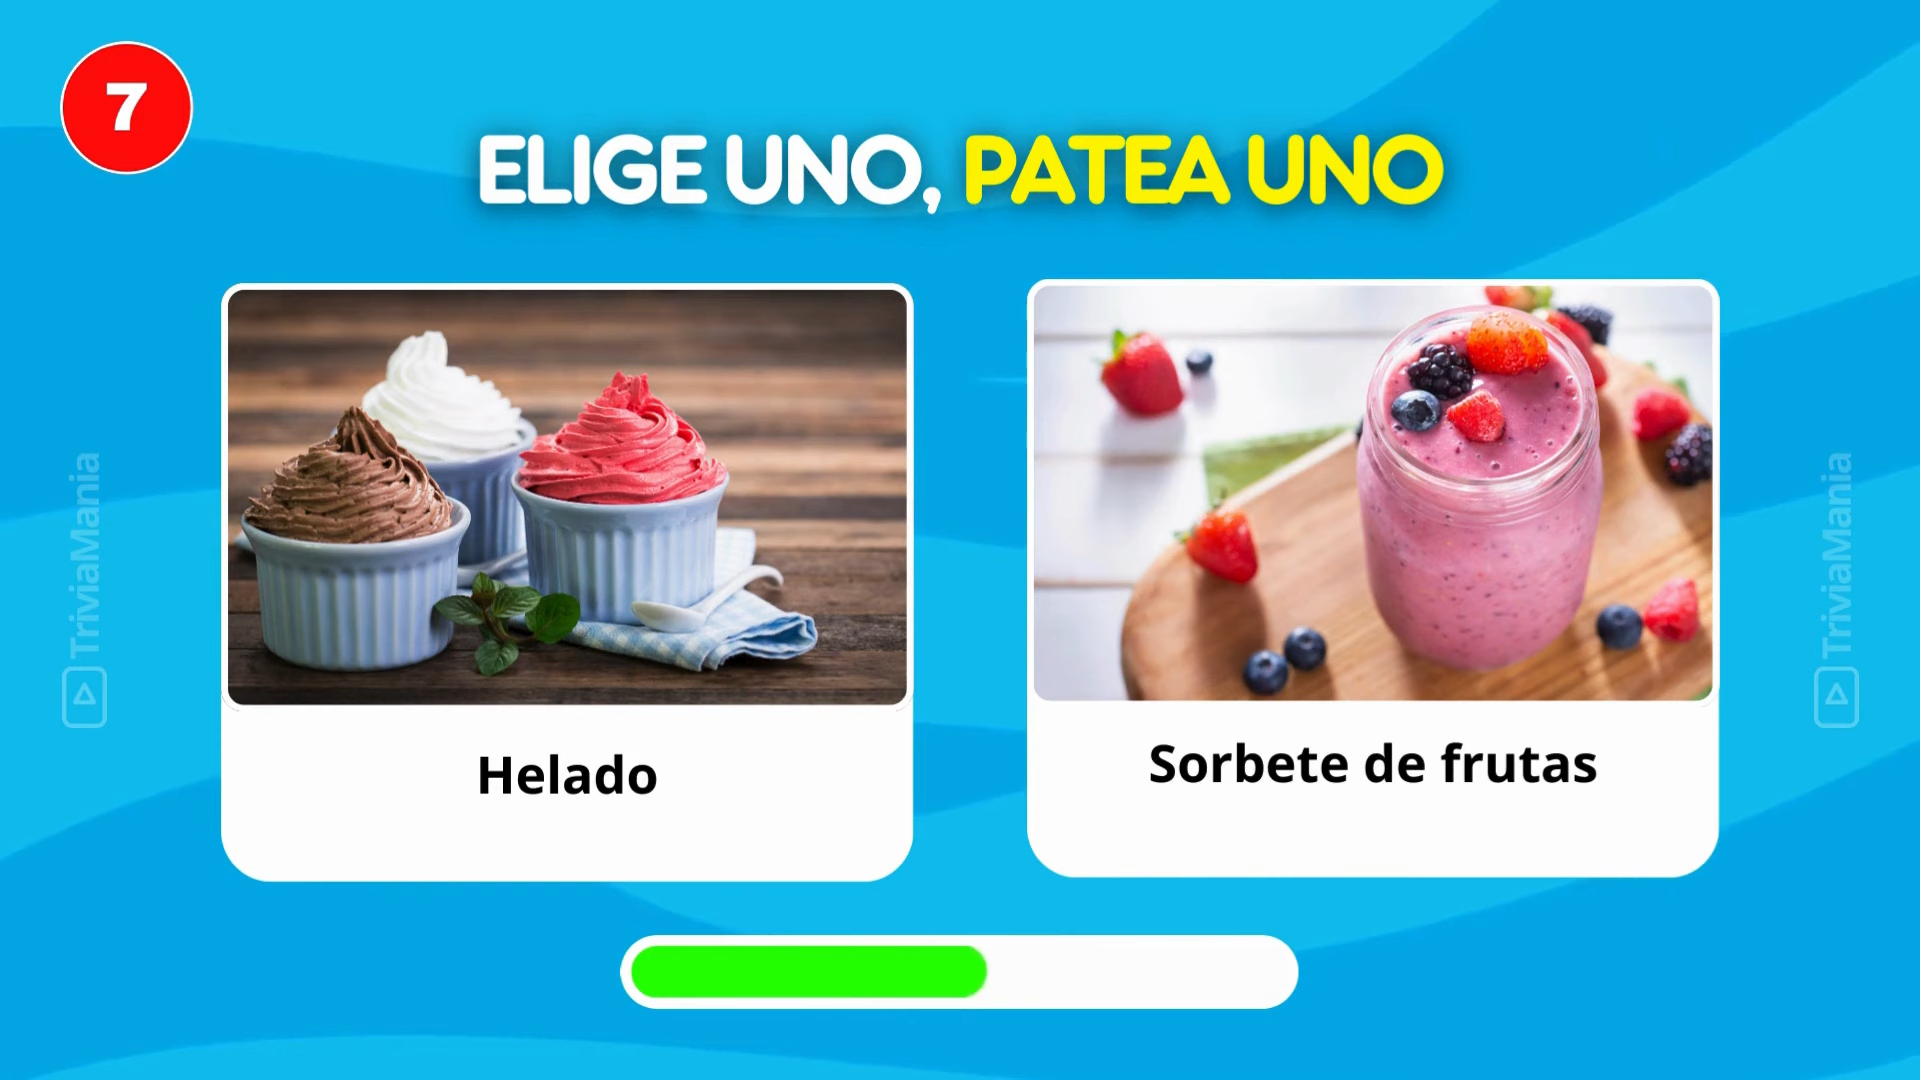 7
ELIGE UNO, PATEA UNO
Helado
Sorbete de frutas
TriviaMania
TriviaMania